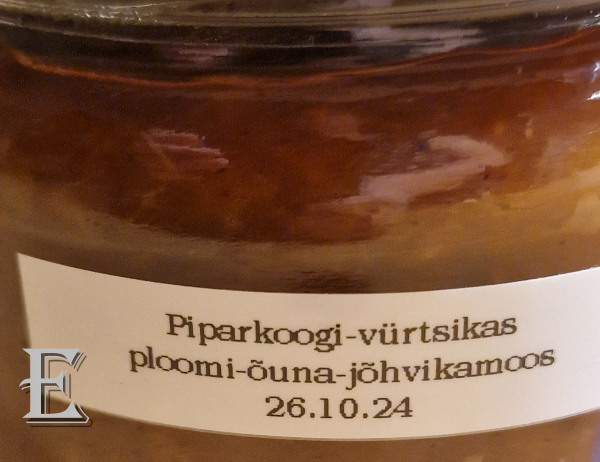 Piparkoogi-vürtsikas
ploomi-õuna-jõhvikamoos
26.10.24
E